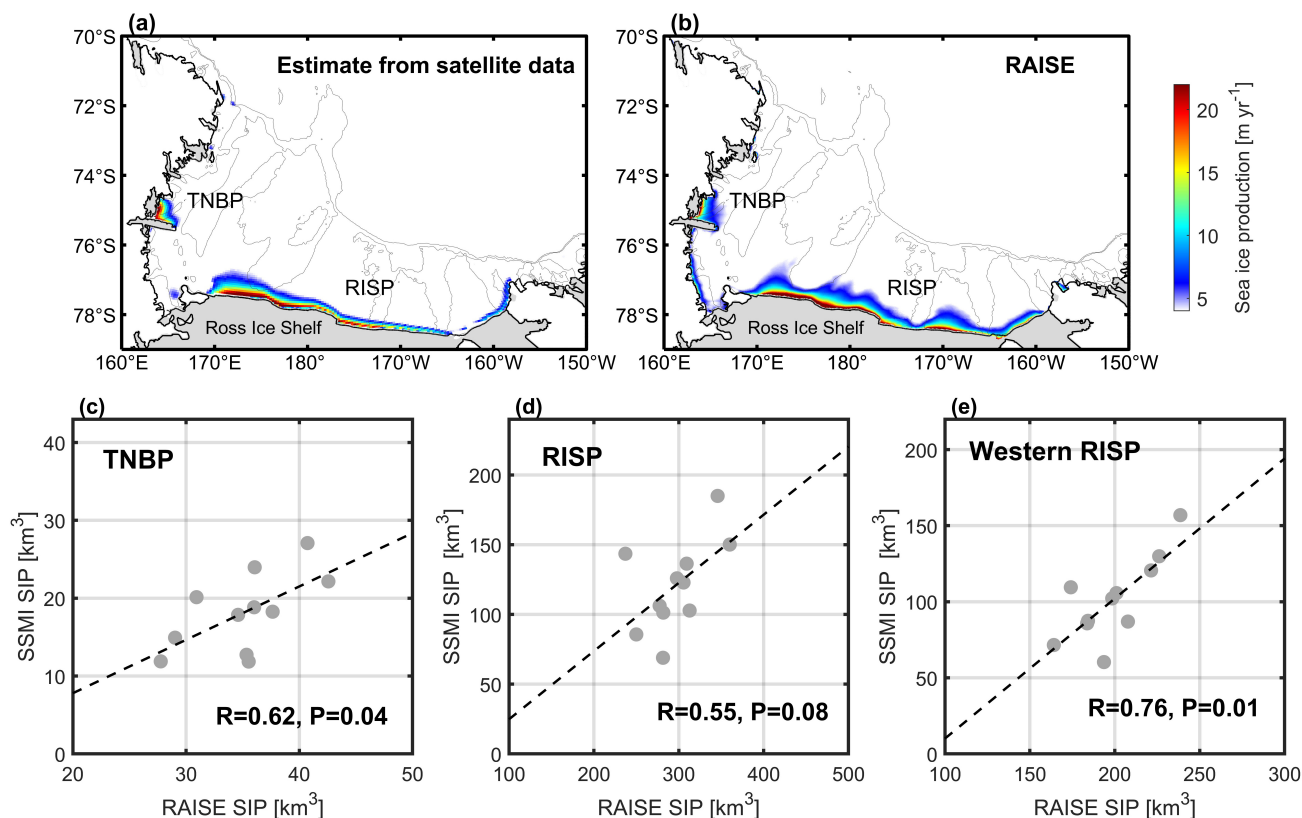 (a)
(b)
70°S
72°S
74°S
76°S
78°S
160°E
170°E
180°W
170°W
160°W
150°W
Estimate from satellite data
TNBP
RISP
Ross Ice Shelf
70°S
72°S
74°S
76°S
78°S
160°E
170°E
180°W
170°W
160°W
150°W
RAISE
TNBP
RISP
Ross Ice Shelf
20
15
10
5
Sea ice production [m yr⁻¹]
(c)
TNBP
R=0.62, P=0.04
40
30
20
10
0
20
30
40
50
SSMI SIP [km³]
RAISE SIP [km³]
(d)
RISP
R=0.55, P=0.08
200
150
100
50
0
100
200
300
400
500
SSMI SIP [km³]
RAISE SIP [km³]
(e)
Western RISP
R=0.76, P=0.01
200
150
100
50
0
100
150
200
250
300
SSMI SIP [km³]
RAISE SIP [km³]